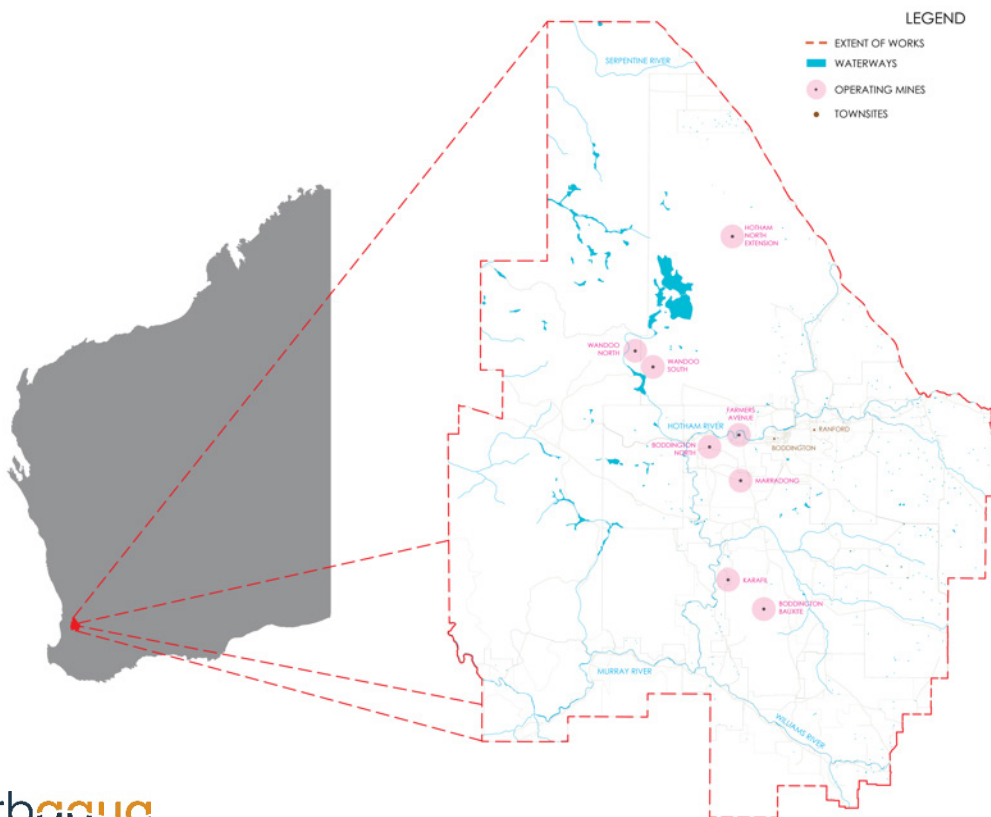 LEGEND
EXTENT OF WORKS
WATERWAYS
OPERATING MINES
TOWNSITES
SERPENTINE RIVER
HOTHAM
NORTH
EXTENSION
WANDOO
NORTH
WANDOO
SOUTH
FARMERS
AVENUE
HOTHAM RIVER
RANFORD
BODDINGTON
NORTH
BODDINGTON
MARRADONG
KARAFIL
BODDINGTON
BAUXITE
MURRAY RIVER
WILLIAMS RIVER